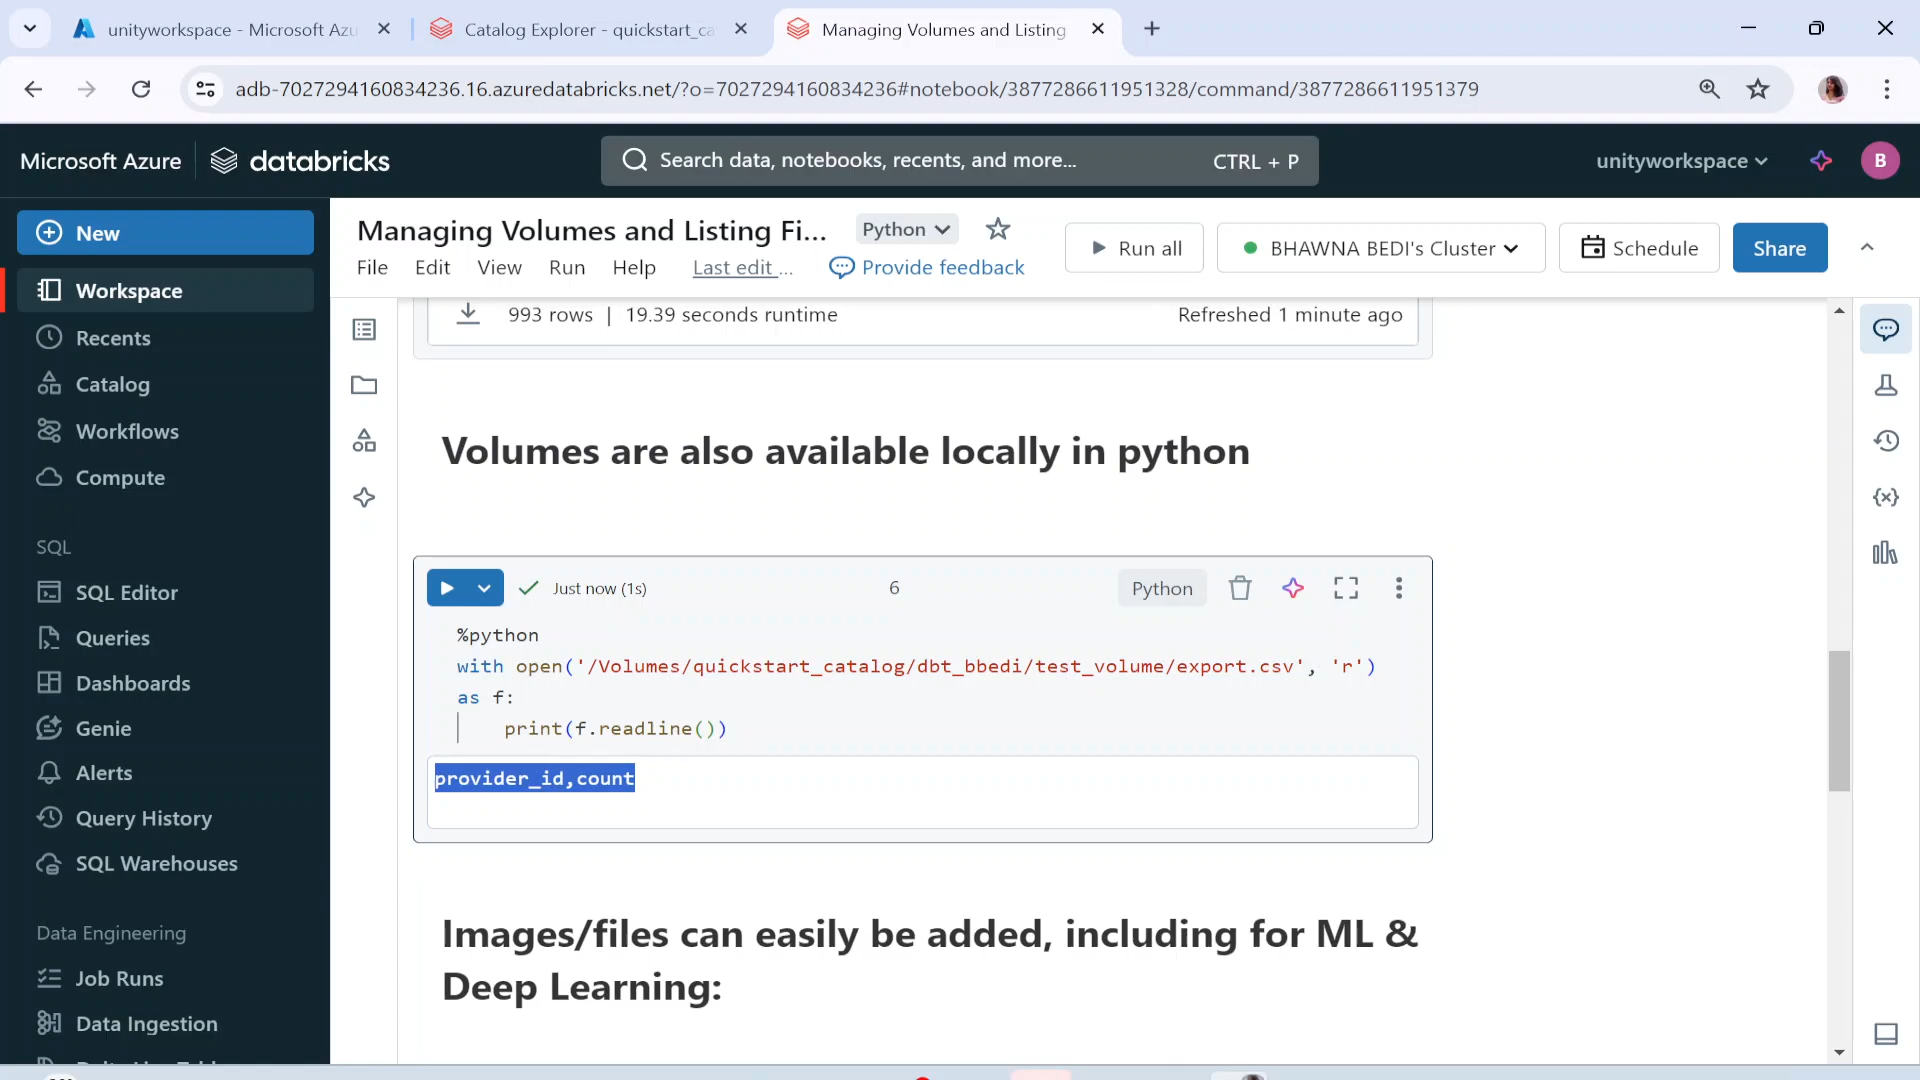 unityworkspace - Microsoft Azu
Catalog Explorer - quickstart_ca
Managing Volumes and Listing
adb-7027294160834236.16.azuredatabricks.net/?o=7027294160834236#notebook/3877286611951328/command/3877286611951379
Microsoft Azure
databricks
Search data, notebooks, recents, and more...
CTRL + P
unityworkspace
B
New
Workspace
Recents
Catalog
Workflows
Compute
SQL
SQL Editor
Queries
Dashboards
Genie
Alerts
Query History
SQL Warehouses
Data Engineering
Job Runs
Data Ingestion
Managing Volumes and Listing Fi...
Python
File
Edit
View
Run
Help
Last edit ...
Provide feedback
Run all
BHAWNA BEDI's Cluster
Schedule
Share
993 rows | 19.39 seconds runtime
Refreshed 1 minute ago
Volumes are also available locally in python
Just now (1s)
6
Python
%python
with open('/Volumes/quickstart_catalog/dbt_bbedi/test_volume/export.csv', 'r')
as f:
print(f.readline())
provider_id,count
Images/files can easily be added, including for ML &
Deep Learning: